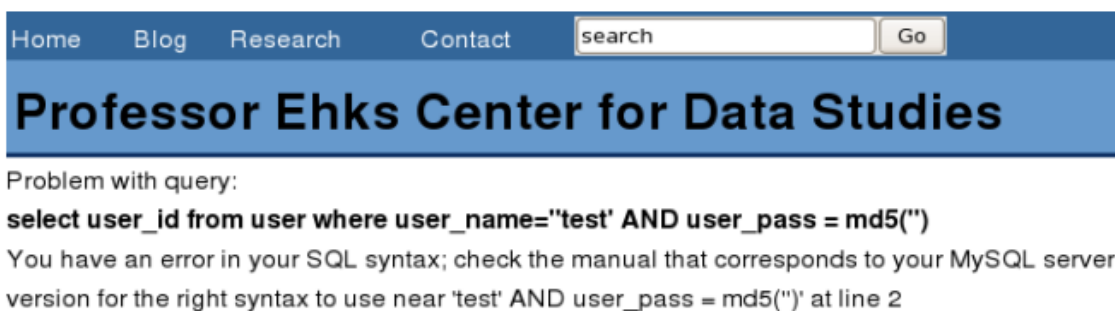 Home Blog Research Contact search Go
Professor Ehks Center for Data Studies
Problem with query:
select user_id from user where user_name=''test' AND user_pass = md5('')
You have an error in your SQL syntax; check the manual that corresponds to your MySQL server
version for the right syntax to use near 'test' AND user_pass = md5('')' at line 2